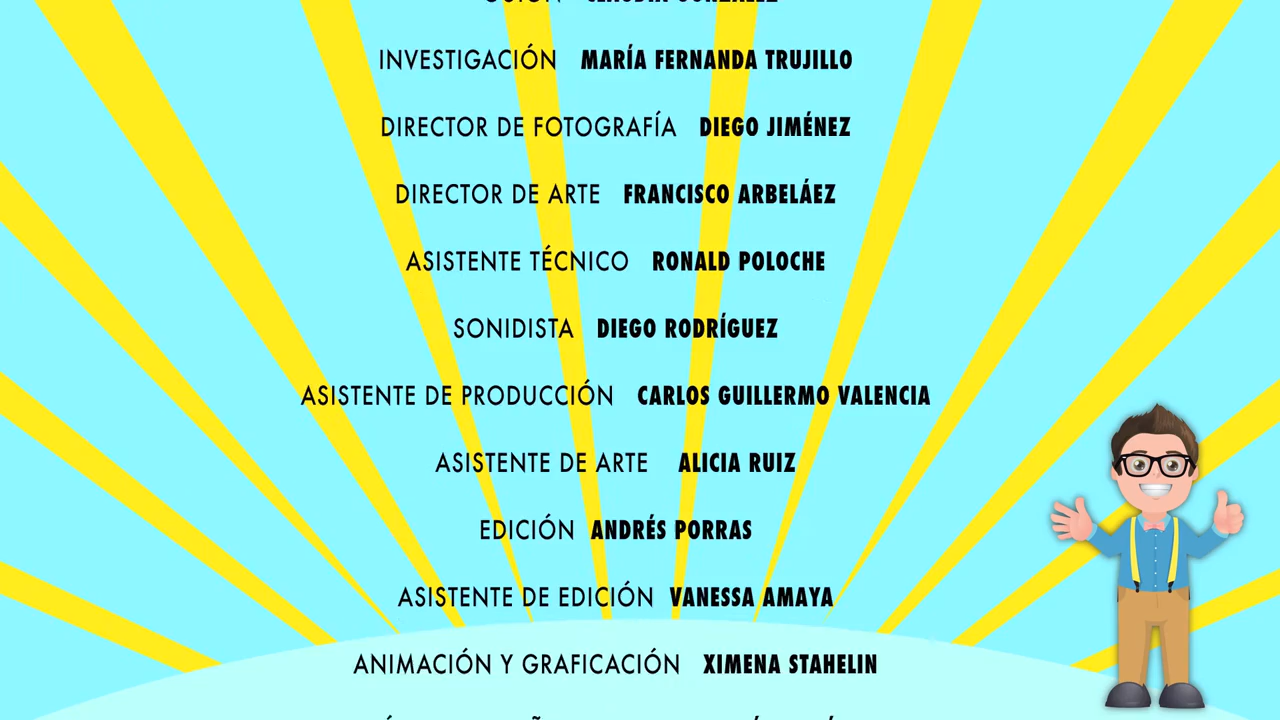 INVESTIGACIÓN MARÍA FERNANDA TRUJILLO
DIRECTOR DE FOTOGRAFÍA DIEGO JIMÉNEZ
DIRECTOR DE ARTE FRANCISCO ARBELÁEZ
ASISTENTE TÉCNICO RONALD POLOCHE
SONIDISTA DIEGO RODRÍGUEZ
ASISTENTE DE PRODUCCIÓN CARLOS GUILLERMO VALENCIA
ASISTENTE DE ARTE ALICIA RUIZ
EDICIÓN ANDRÉS PORRAS
ASISTENTE DE EDICIÓN VANESSA AMAYA
ANIMACIÓN Y GRAFICACIÓN XIMENA STAHELIN